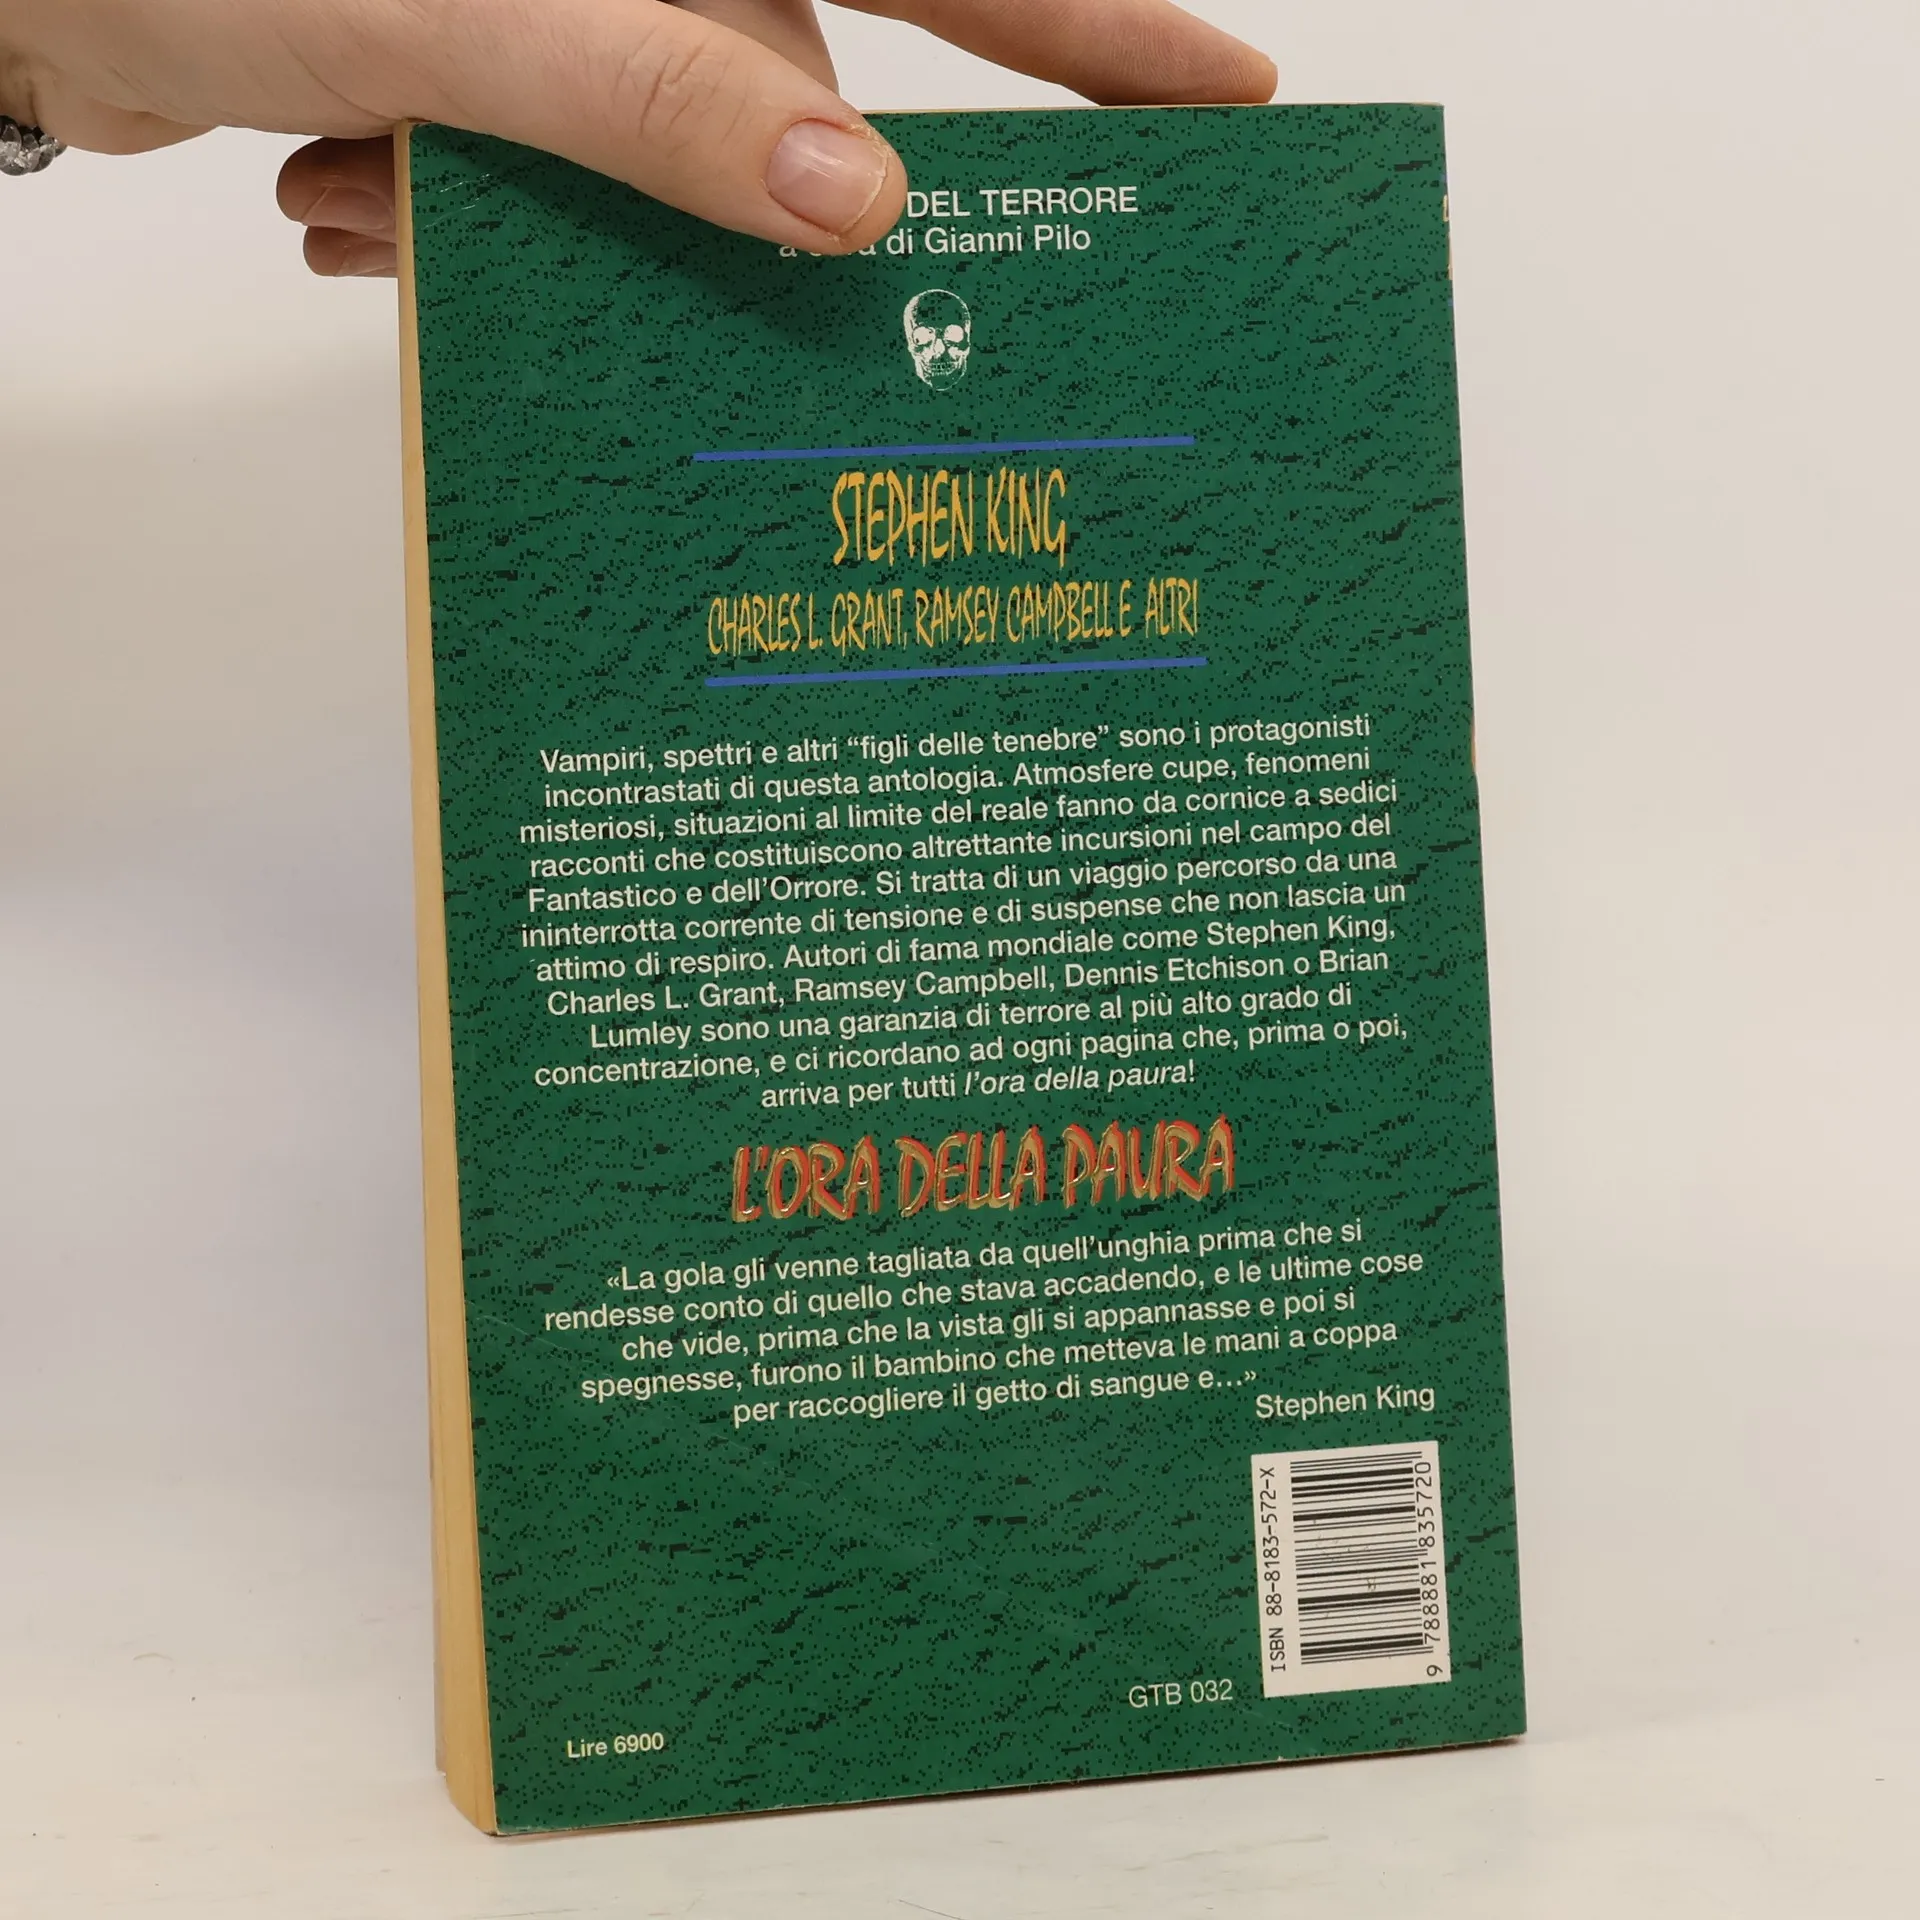 DEL TERRORE
di Gianni Pilo
STEPHEN KING
CHARLES L. GRANT, RAMSEY CAMPBELL E ALTRI
Vampiri, spettri e altri “figli delle tenebre” sono i protagonisti
incontrastati di questa antologia. Atmosfere cupe, fenomeni
misteriosi, situazioni al limite del reale fanno da cornice a sedici
racconti che costituiscono altrettante incursioni nel campo del
Fantastico e dell'Orrore. Si tratta di un viaggio percorso da una
ininterrotta corrente di tensione e di suspense che non lascia un
attimo di respiro. Autori di fama mondiale come Stephen King,
Charles L. Grant, Ramsey Campbell, Dennis Etchison o Brian
Lumley sono una garanzia di terrore al più alto grado di
concentrazione, e ci ricordano ad ogni pagina che, prima o poi,
arriva per tutti l'ora della paura!
L'ORA DELLA PAURA
«La gola gli venne tagliata da quell'unghia prima che si
rendesse conto di quello che stava accadendo, e le ultime cose
che vide, prima che la vista gli si appannasse e poi si
spegnesse, furono il bambino che metteva le mani a coppa
per raccogliere il getto di sangue e...»
Stephen King
ISBN 88-8183-572-X
9 788881 835720
GTB 032
Lire 6900